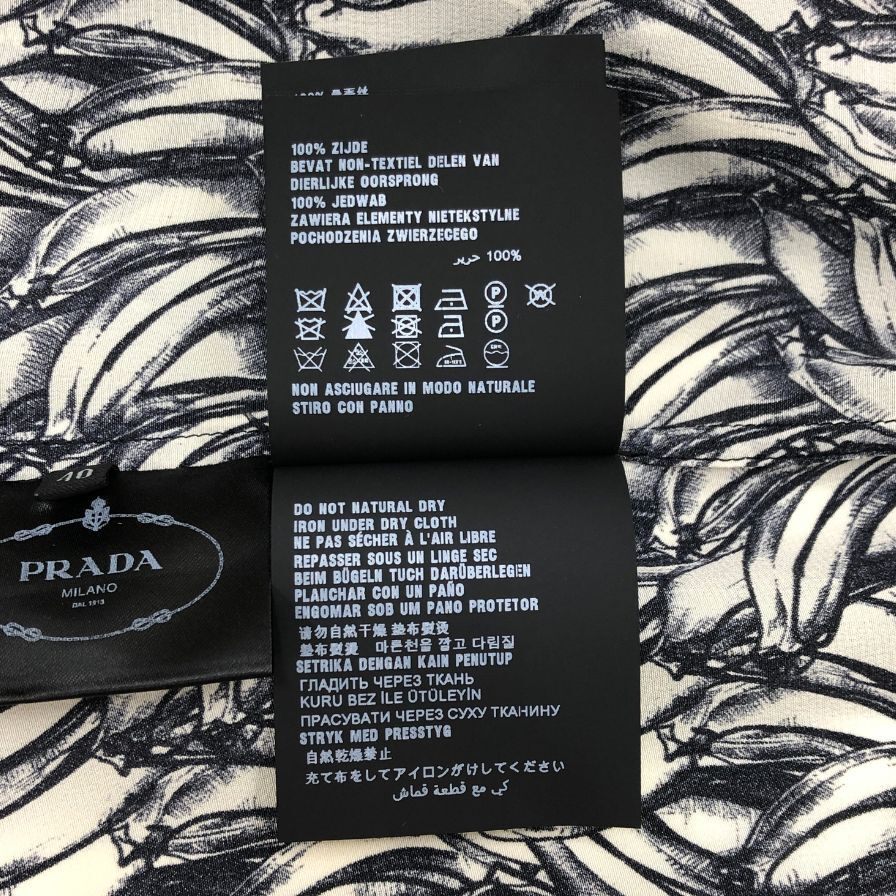 100% ZIJDE
BEVAT NON-TEXTIEL DELEN VAN
DIERLIJKE OORSPRONG
100% JEDWAB
ZAWIERA ELEMENTY NIETEKSTYLNE
POCHODZENIA ZWIERZECEGO
100% حرير
P
W
P
NON ASCIUGARE IN MODO NATURALE
STIRO CON PANNO
40
PRADA
MILANO
DAL 1913
DO NOT NATURAL DRY
IRON UNDER DRY CLOTH
NE PAS SÉCHER À L'AIR LIBRE
REPASSER SOUS UN LINGE SEC
BEIM BÜGELN TUCH DARÜBERLEGEN
PLANCHAR CON UN PAÑO
ENGOMAR SOB UM PANO PROTETOR
请勿自然干燥 垫布熨烫
垫布熨烫 마른천을 깔고 다림질
SETRIKA DENGAN KAIN PENUTUP
ГЛАДИТЬ ЧЕРЕЗ ТКАНЬ
KURU BEZ İLE ÜTÜLEYİN
ПРАСУВАТИ ЧЕРЕЗ СУХУ ТКАНИНУ
STRYK MED PRESSTYG
自然乾燥禁止
充て布をしてアイロンがけしてください
كي مع قطعة قماش